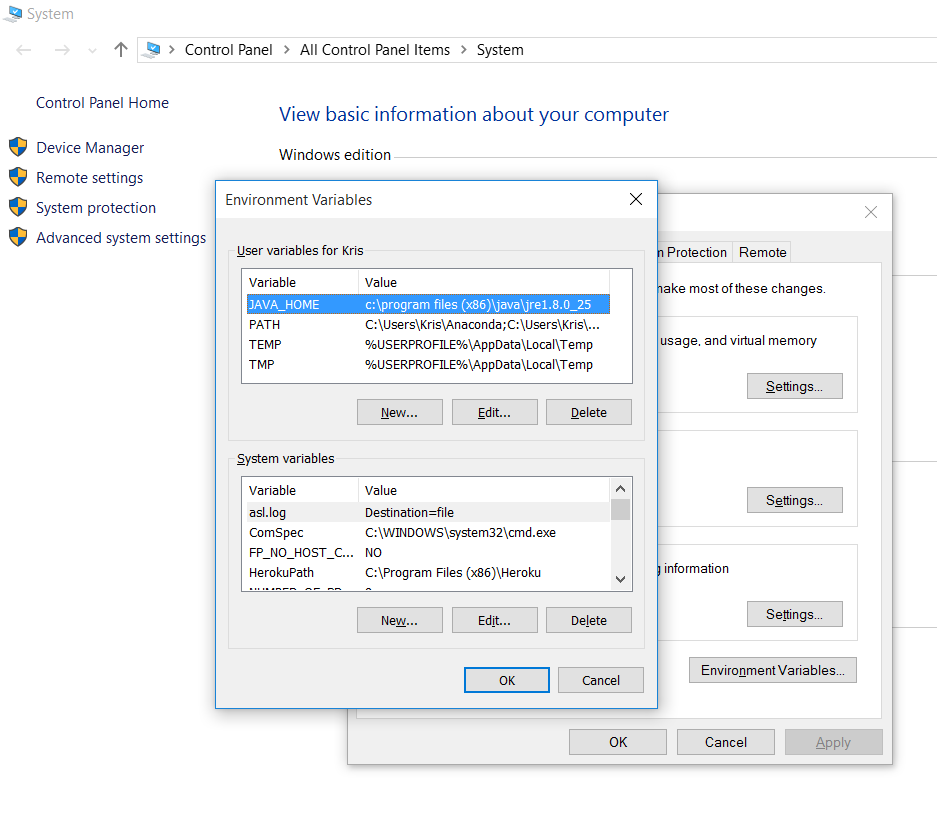 System
Control Panel > All Control Panel Items > System
Control Panel Home
Device Manager
Remote settings
System protection
Advanced system settings
View basic information about your computer
Windows edition
Environment Variables
User variables for Kris
Variable Value
JAVA_HOME c:\program files (x86)\java\jre1.8.0_25
PATH C:\Users\Kris\Anaconda;C:\Users\Kris\...
TEMP %USERPROFILE%\AppData\Local\Temp
TMP %USERPROFILE%\AppData\Local\Temp
New... Edit... Delete
System variables
Variable Value
asl.log Destination=file
ComSpec C:\WINDOWS\system32\cmd.exe
FP_NO_HOST_C... NO
HerokuPath C:\Program Files (x86)\Heroku
New... Edit... Delete
OK Cancel
Protection Remote
make most of these changes.
usage, and virtual memory
Settings...
Settings...
information
Settings...
Environment Variables...
OK Cancel Apply